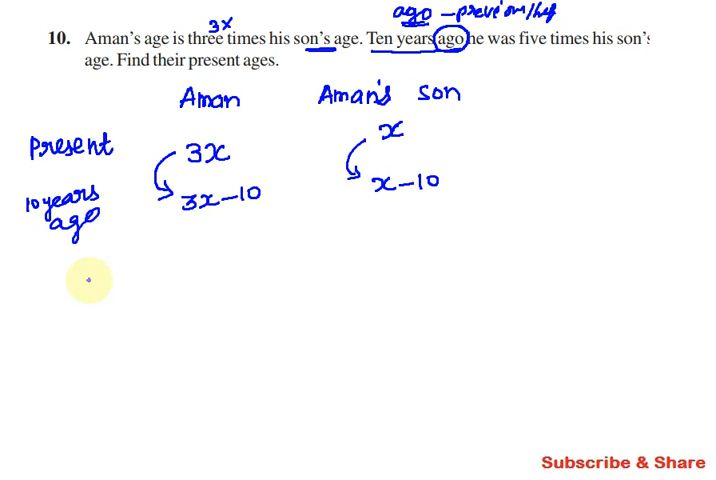 ago – previous/bef
3x
10. Aman's age is three times his son's age. Ten years ago he was five times his son's
age. Find their present ages.
Aman Aman's son
Present 3x x
10 years ago 3x–10 x–10
Subscribe & Share